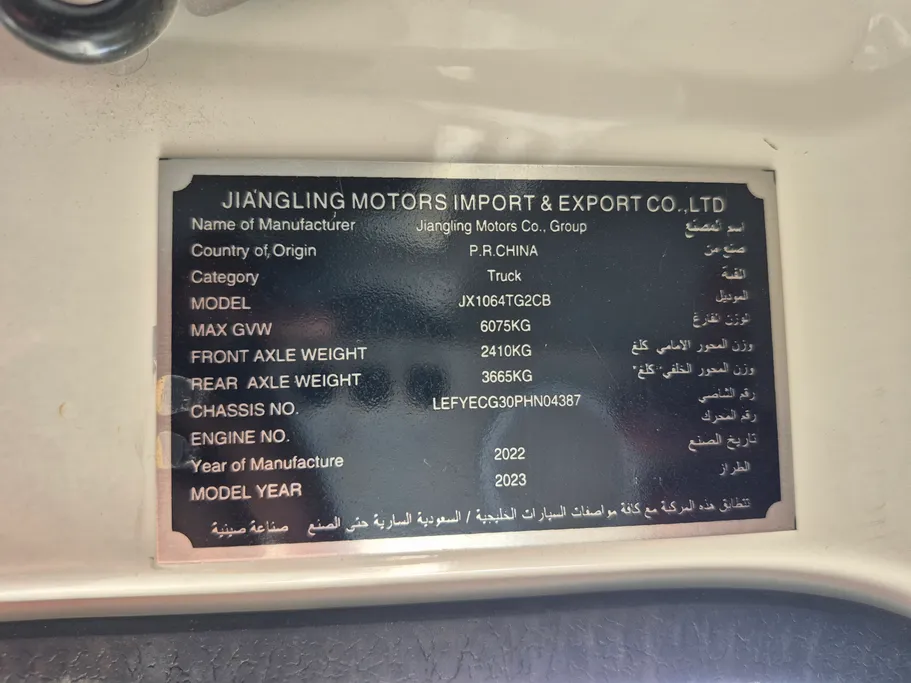 JIANGLING MOTORS IMPORT & EXPORT CO.,LTD
Name of Manufacturer Jiangling Motors Co., Group اسم المصنع
Country of Origin P.R.CHINA صنع من
Category Truck الفئة
MODEL JX1064TG2CB الموديل
MAX GVW 6075KG الوزن الفارغ
FRONT AXLE WEIGHT 2410KG وزن المحور الامامي كلغ
REAR AXLE WEIGHT 3665KG وزن المحور الخلفي كلغ
CHASSIS NO. LEFYECG30PHN04387 رقم الشاصي
ENGINE NO. رقم المحرك
Year of Manufacture 2022 تاريخ الصنع
MODEL YEAR 2023 الطراز
تتطابق هذه المركبة مع كافة مواصفات السيارات الخليجية / السعودية السارية حتى الصنع صناعة صينية